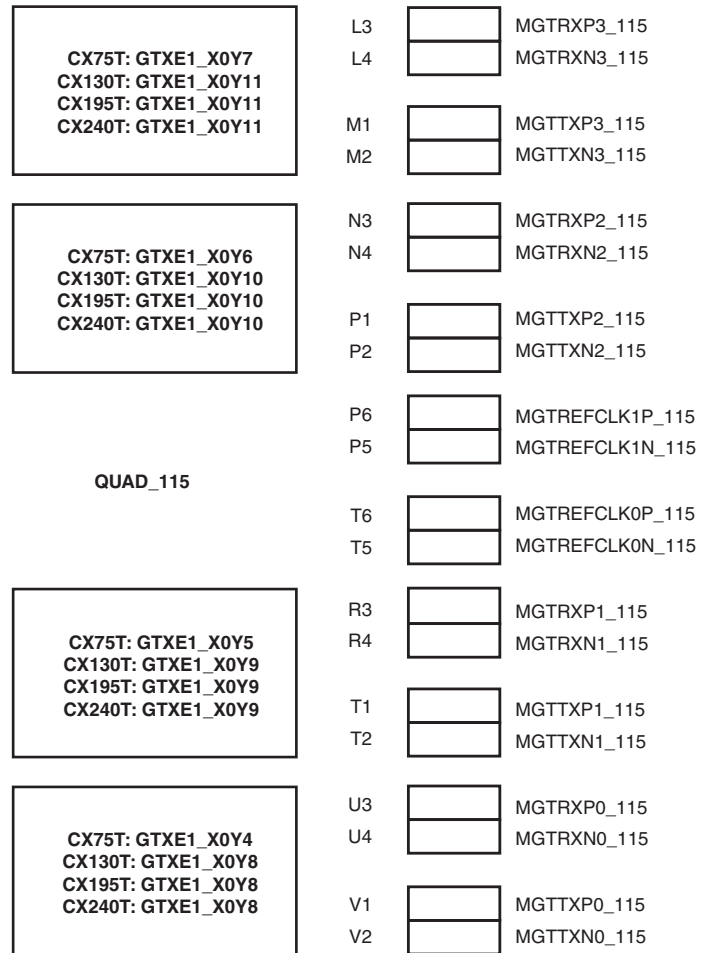 L3 MGTRXP3_115
CX75T: GTXE1_X0Y7
L4 MGTRXN3_115
CX130T: GTXE1_X0Y11
CX195T: GTXE1_X0Y11
CX240T: GTXE1_X0Y11
M1 MGTTXP3_115
M2 MGTTXN3_115
N3 MGTRXP2_115
N4 MGTRXN2_115
CX75T: GTXE1_X0Y6
CX130T: GTXE1_X0Y10
CX195T: GTXE1_X0Y10
CX240T: GTXE1_X0Y10
P1 MGTTXP2_115
P2 MGTTXN2_115
P6 MGTREFCLK1P_115
P5 MGTREFCLK1N_115
QUAD_115
T6 MGTREFCLK0P_115
T5 MGTREFCLK0N_115
R3 MGTRXP1_115
R4 MGTRXN1_115
CX75T: GTXE1_X0Y5
CX130T: GTXE1_X0Y9
CX195T: GTXE1_X0Y9
CX240T: GTXE1_X0Y9
T1 MGTTXP1_115
T2 MGTTXN1_115
U3 MGTRXP0_115
U4 MGTRXN0_115
CX75T: GTXE1_X0Y4
CX130T: GTXE1_X0Y8
CX195T: GTXE1_X0Y8
CX240T: GTXE1_X0Y8
V1 MGTTXP0_115
V2 MGTTXN0_115